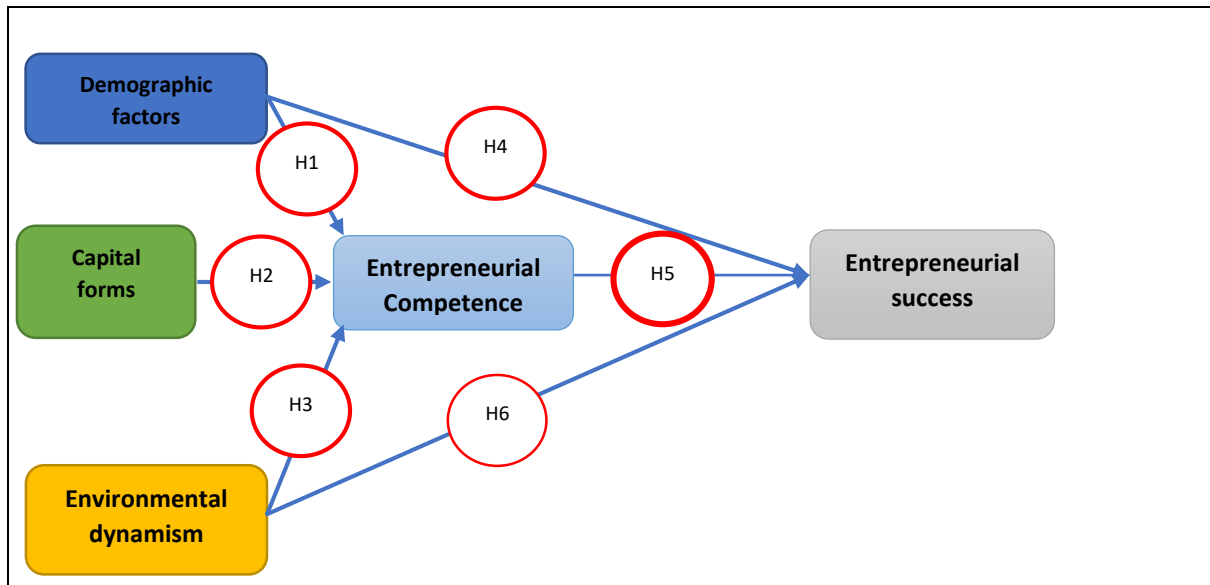 Demographic
factors
H1
H4
Capital
forms
H2
Entrepreneurial
Competence
H5
Entrepreneurial
success
H3
H6
Environmental
dynamism